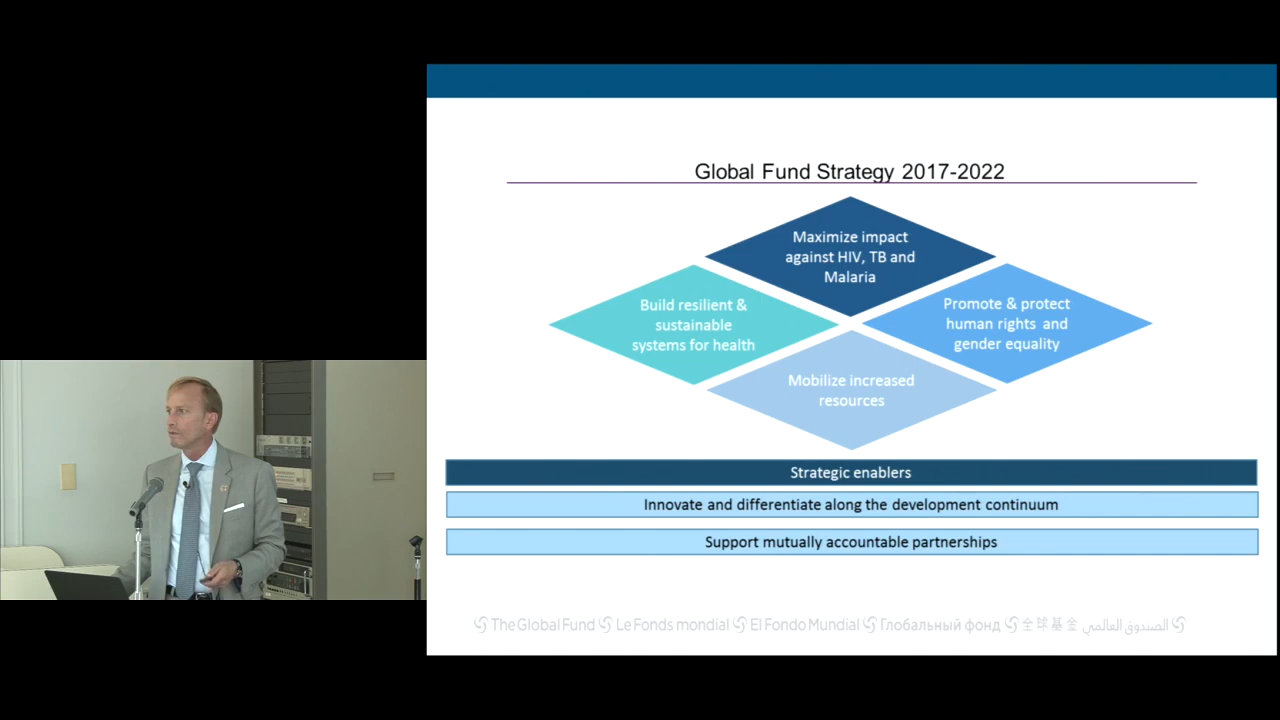 Global Fund Strategy 2017-2022
Maximize impact
against HIV, TB and
Malaria
Build resilient &
sustainable
systems for health
Promote & protect
human rights and
gender equality
Mobilize increased
resources
Strategic enablers
Innovate and differentiate along the development continuum
Support mutually accountable partnerships
The Global Fund Le Fonds mondial El Fondo Mundial Глобальный фонд 全球基金 الصندوق العالمي